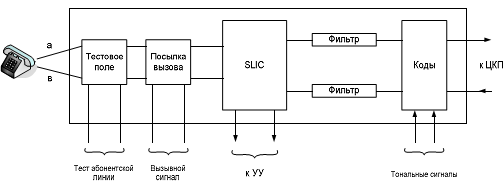 а
в
Тестовое
поле
Посылка
вызова
SLIC
Фильтр
Фильтр
Коды
к ЦКП
Тест абонентской
линии
Вызывной
сигнал
к УУ
Тональные сигналы